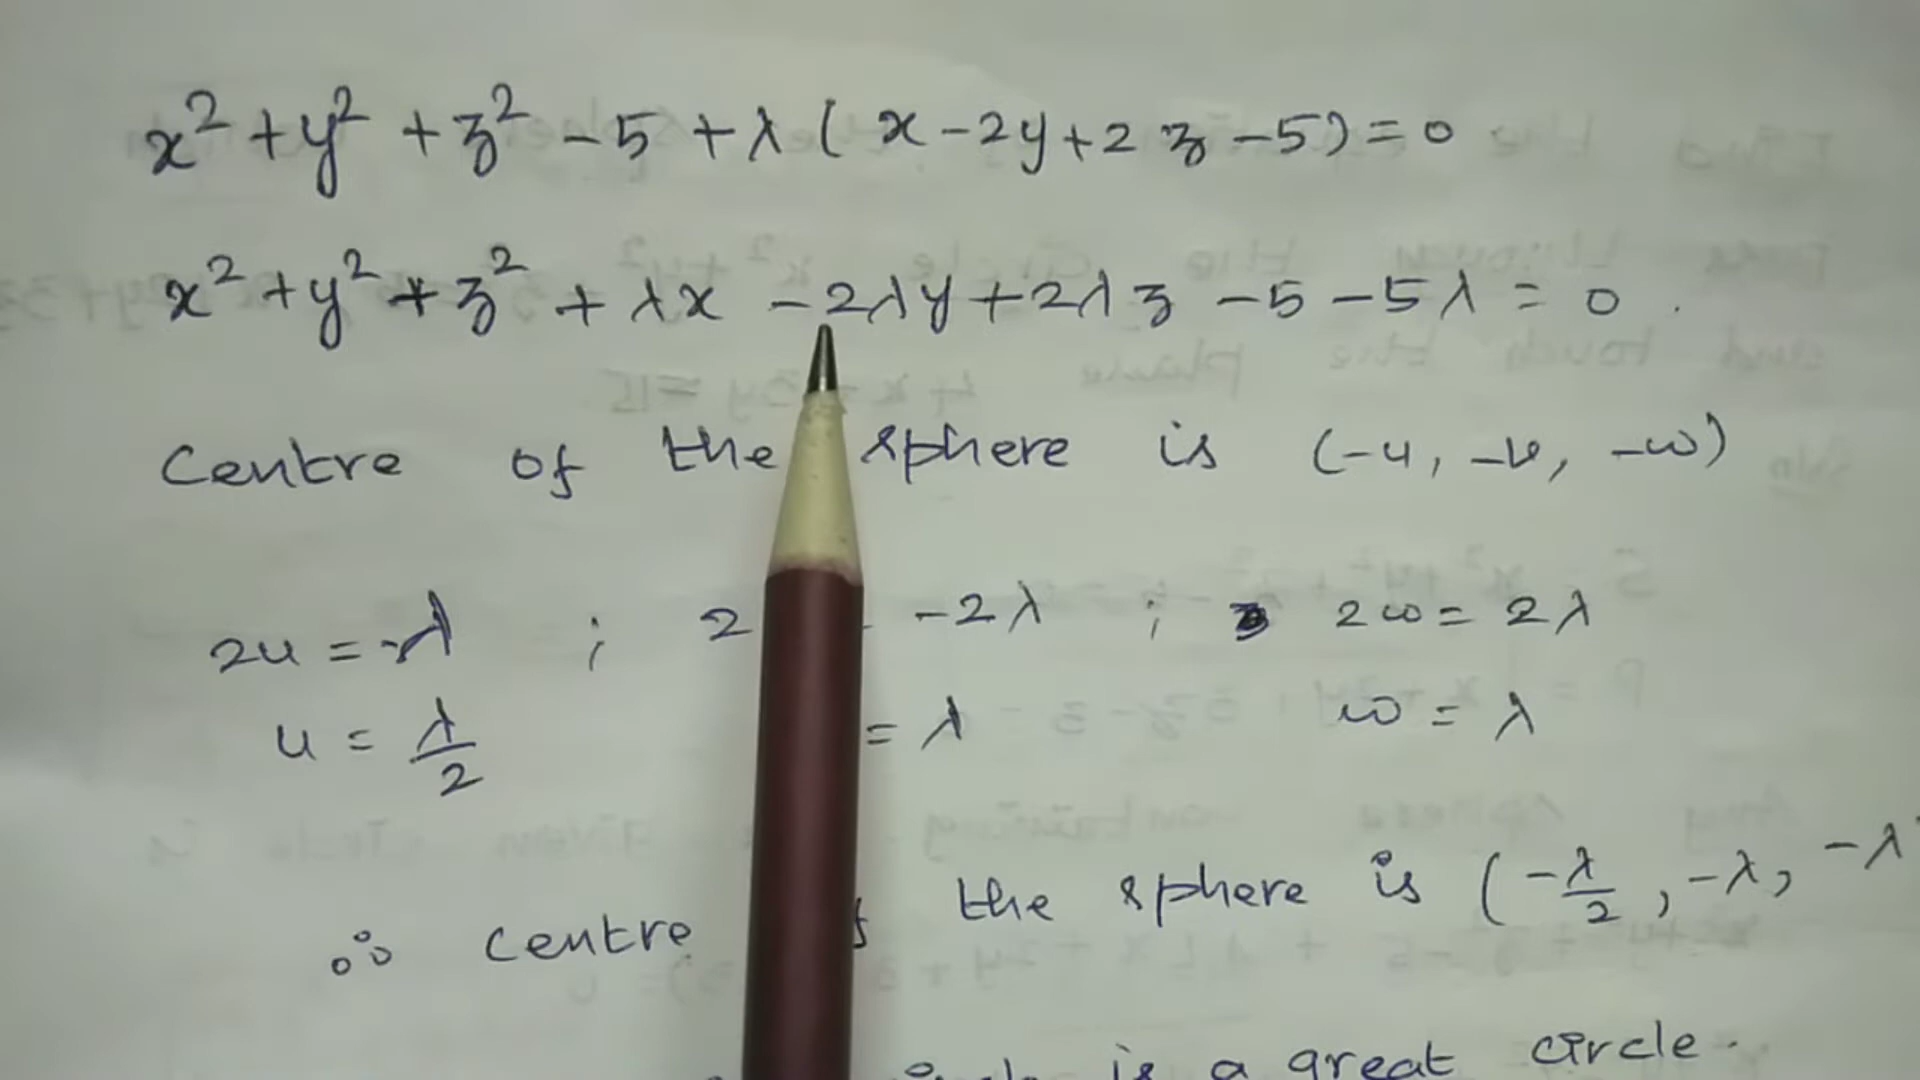 x² + y² + z² - 5 + λ ( x - 2y + 2 z - 5) = 0
x² + y² + z² + λx - 2λy + 2λz - 5 - 5λ = 0 .
Centre of the sphere is (-u, -v, -w)
2u = -λ ; 2 - 2λ ; 2w = 2λ
u = λ/2 = λ w = λ
∴ centre the sphere is ( -λ/2 , -λ, -λ
is a great circle.